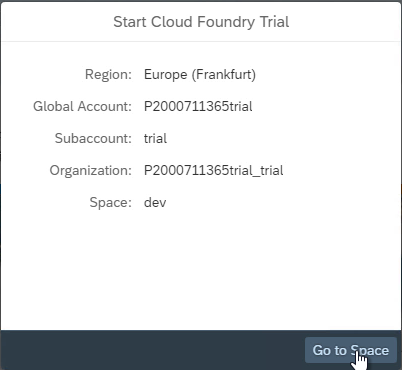 Start Cloud Foundry Trial
Region: Europe (Frankfurt)
Global Account: P2000711365trial
Subaccount: trial
Organization: P2000711365trial_trial
Space: dev
Go to Space